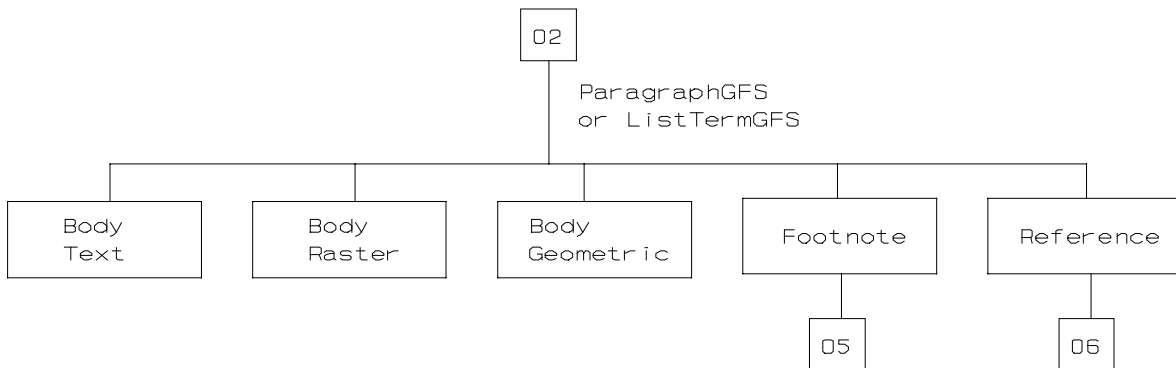 02
ParagraphGFS
or ListTermGFS
Body
Text
Body
Raster
Body
Geometric
Footnote
Reference
05
06